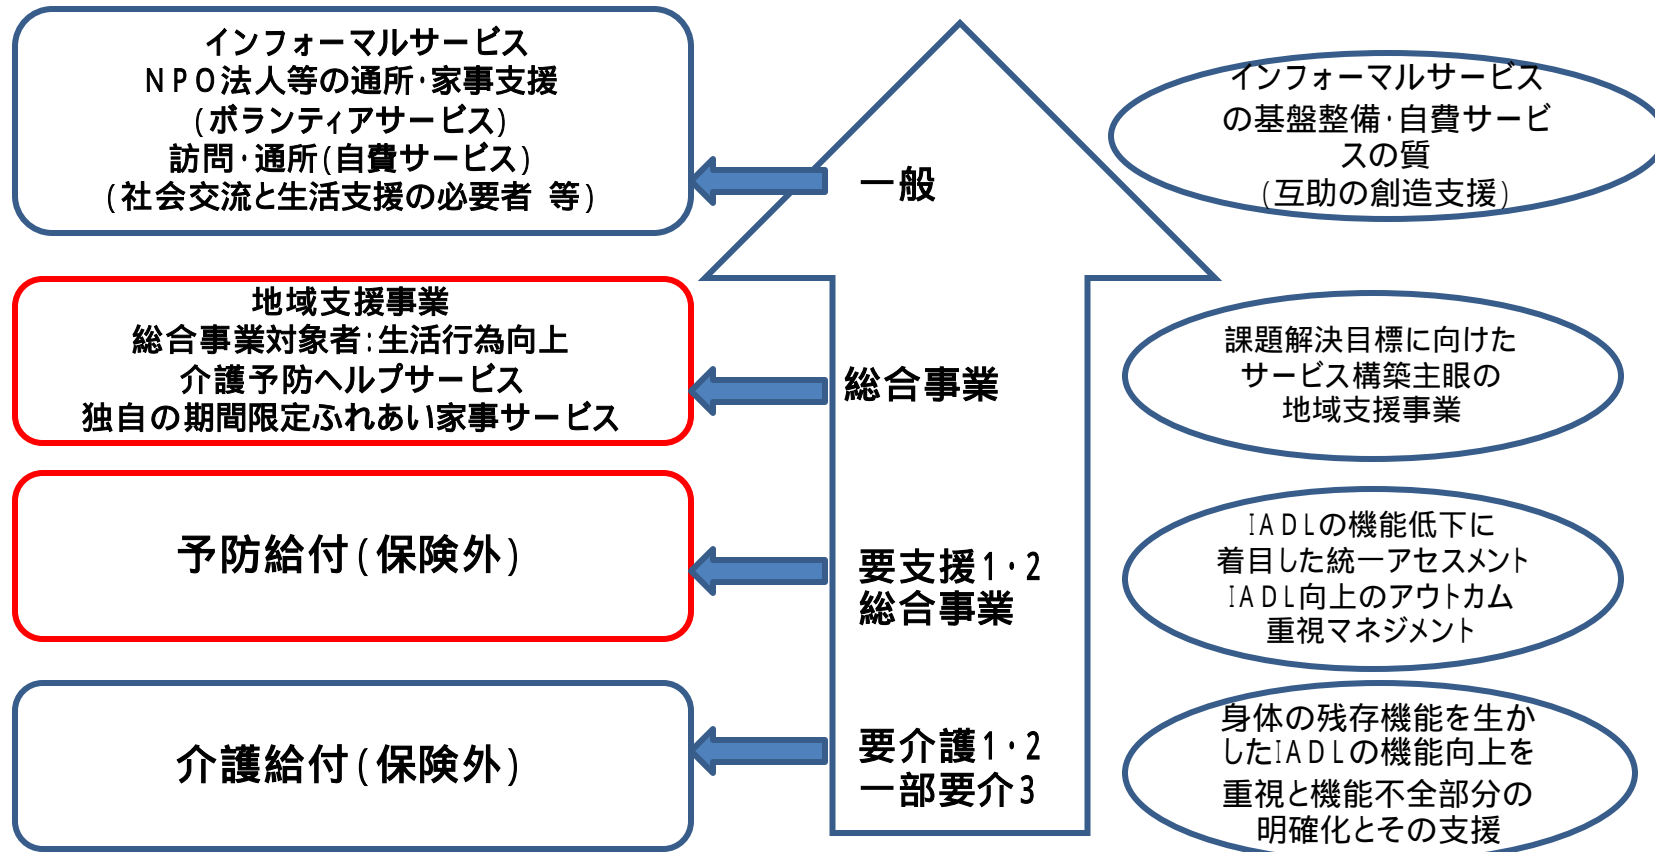 インフォーマルサービス
NPO法人等の通所・家事支援
(ボランティアサービス)
訪問・通所(自費サービス)
(社会交流と生活支援の必要者 等)
一般
インフォーマルサービス
の基盤整備・自費サービ
スの質
(互助の創造支援)
地域支援事業
総合事業対象者:生活行為向上
介護予防ヘルプサービス
独自の期間限定ふれあい家事サービス
総合事業
課題解決目標に向けた
サービス構築主眼の
地域支援事業
予防給付(保険外)
要支援1・2
総合事業
IADLの機能低下に
着目した統一アセスメント
IADL向上のアウトカム
重視マネジメント
介護給付(保険外)
要介護1・2
一部要介3
身体の残存機能を生か
したIADLの機能向上を
重視と機能不全部分の
明確化とその支援